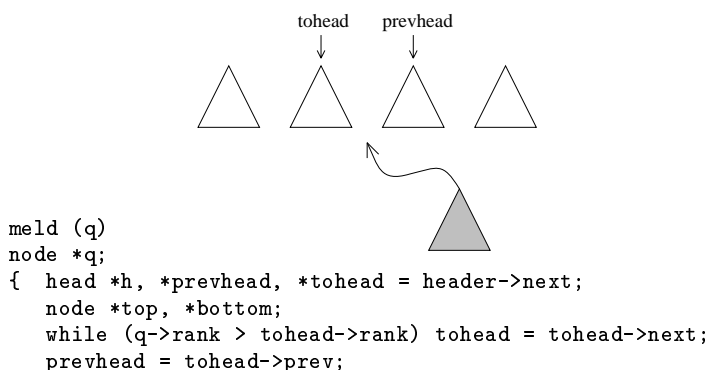 tohead prevhead
meld (q)
node *q;
{ head *h, *prevhead, *tohead = header->next;
node *top, *bottom;
while (q->rank > tohead->rank) tohead = tohead->next;
prevhead = tohead->prev;